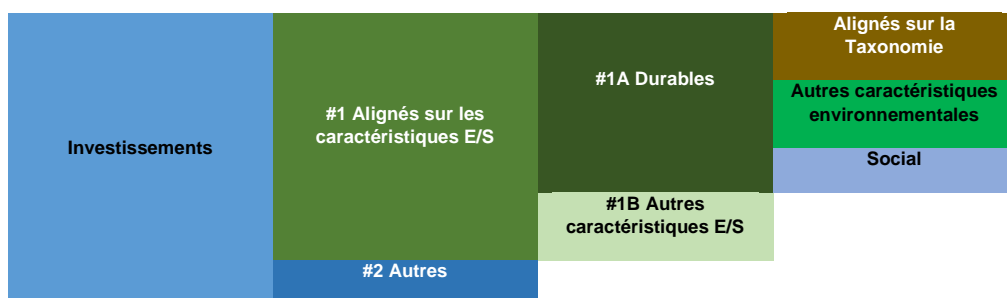 Investissements
#1 Alignés sur les
caractéristiques E/S
#2 Autres
#1A Durables
#1B Autres
caractéristiques E/S
Alignés sur la
Taxonomie
Autres caractéristiques
environnementales
Social